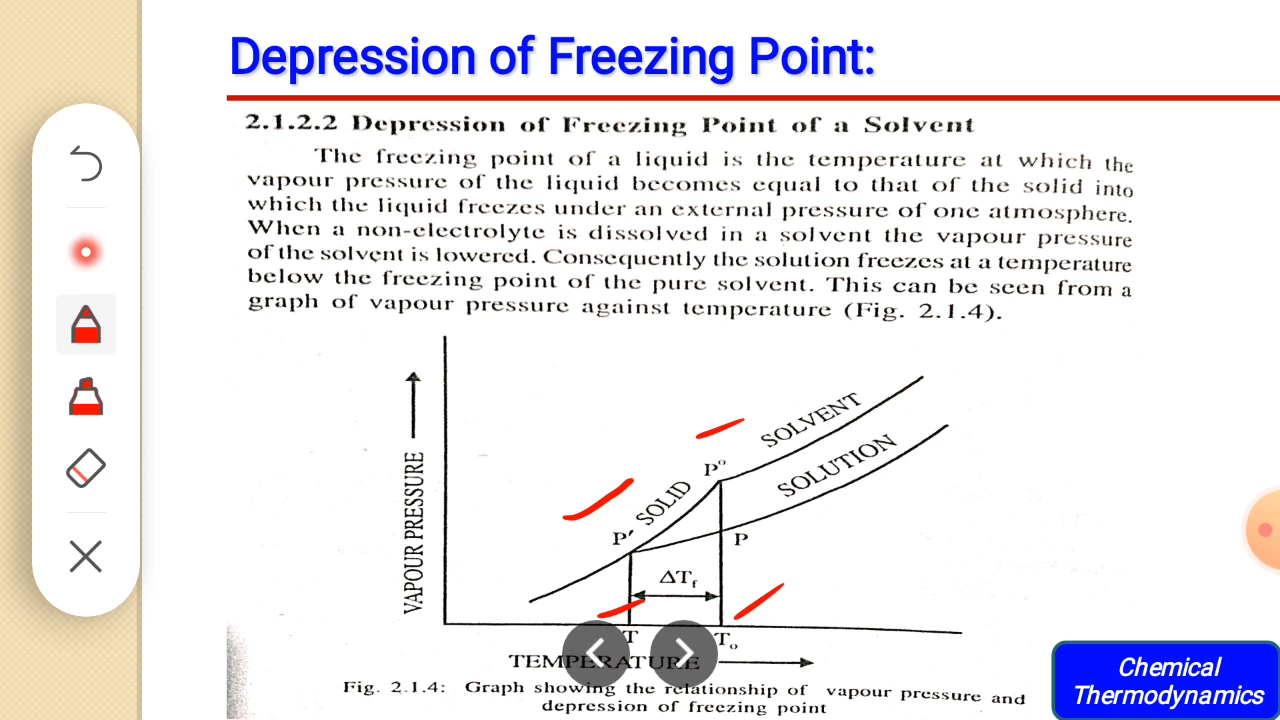 Depression of Freezing Point:
2.1.2.2 Depression of Freezing Point of a Solvent
The freezing point of a liquid is the temperature at which the
vapour pressure of the liquid becomes equal to that of the solid into
which the liquid freezes under an external pressure of one atmosphere.
When a non-electrolyte is dissolved in a solvent the vapour pressure
of the solvent is lowered. Consequently the solution freezes at a temperature
below the freezing point of the pure solvent. This can be seen from a
graph of vapour pressure against temperature (Fig. 2.1.4).
VAPOUR PRESSURE
SOLVENT
SOLUTION
P°
SOLID
P′
P
ΔTf
T
To
TEMPERATURE
Fig. 2.1.4: Graph showing the relationship of vapour pressure and
depression of freezing point
Chemical
Thermodynamics